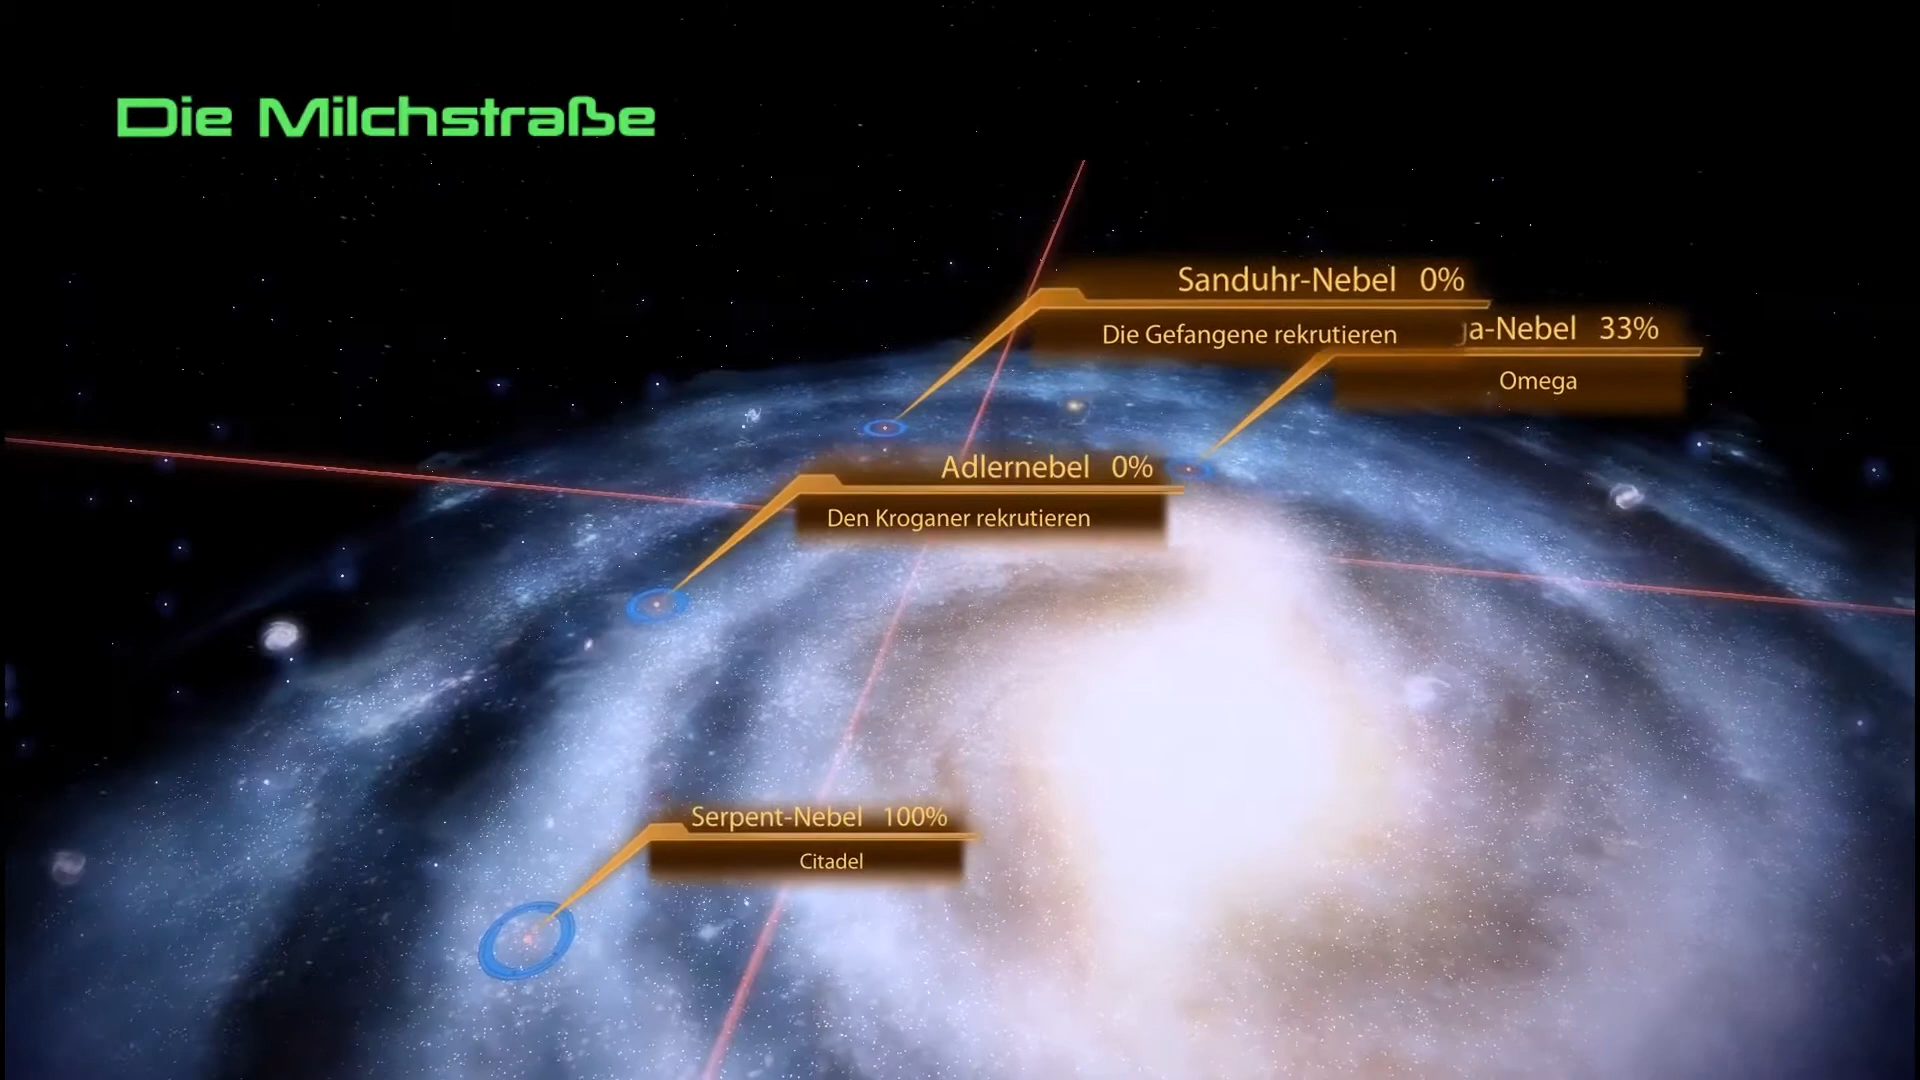 Die Milchstraße
Sanduhr-Nebel 0%
Die Gefangene rekrutieren
a-Nebel 33%
Omega
Adlernebel 0%
Den Kroganer rekrutieren
Serpent-Nebel 100%
Citadel